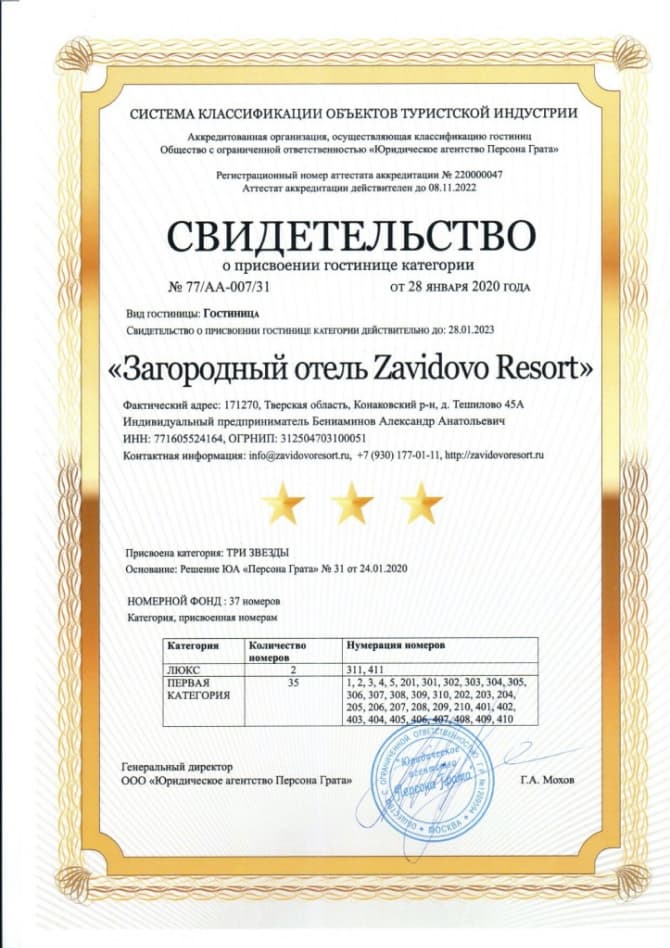 СИСТЕМА КЛАССИФИКАЦИИ ОБЪЕКТОВ ТУРИСТСКОЙ ИНДУСТРИИ
Аккредитованная организация, осуществляющая классификацию гостиниц
Общество с ограниченной ответственностью «Юридическое агентство Персона Грата»
Регистрационный номер аттестата аккредитации № 220000047
Аттестат аккредитации действителен до 08.11.2022
СВИДЕТЕЛЬСТВО
о присвоении гостинице категории
№ 77/АА-007/31 от 28 января 2020 года
Вид гостиницы: Гостиница
Свидетельство о присвоении гостинице категории действительно до: 28.01.2023
«Загородный отель Zavidovo Resort»
Фактический адрес: 171270, Тверская область, Конаковский р-н, д. Тешилово 45А
Индивидуальный предприниматель Бениаминов Александр Анатольевич
ИНН: 771605524164, ОГРНИП: 312504703100051
Контактная информация: info@zavidovoresort.ru, +7 (930) 177-01-11, http://zavidovoresort.ru
Присвоена категория: ТРИ ЗВЕЗДЫ
Основание: Решение ЮА «Персона Грата» № 31 от 24.01.2020
НОМЕРНОЙ ФОНД : 37 номеров
Категория, присвоенная номерам
Категория Количество номеров Нумерация номеров
ЛЮКС 2 311, 411
ПЕРВАЯ КАТЕГОРИЯ 35 1, 2, 3, 4, 5, 201, 301, 302, 303, 304, 305,
306, 307, 308, 309, 310, 202, 203, 204,
205, 206, 207, 208, 209, 210, 401, 402,
403, 404, 405, 406, 407, 408, 409, 410
Генеральный директор
ООО «Юридическое агентство Персона Грата» Г.А. Мохов
ОБЩЕСТВО С ОГРАНИЧЕННОЙ ОТВЕТСТВЕННОСТЬЮ
"Юридическое
агентство
Персона Грата"
МОСКВА